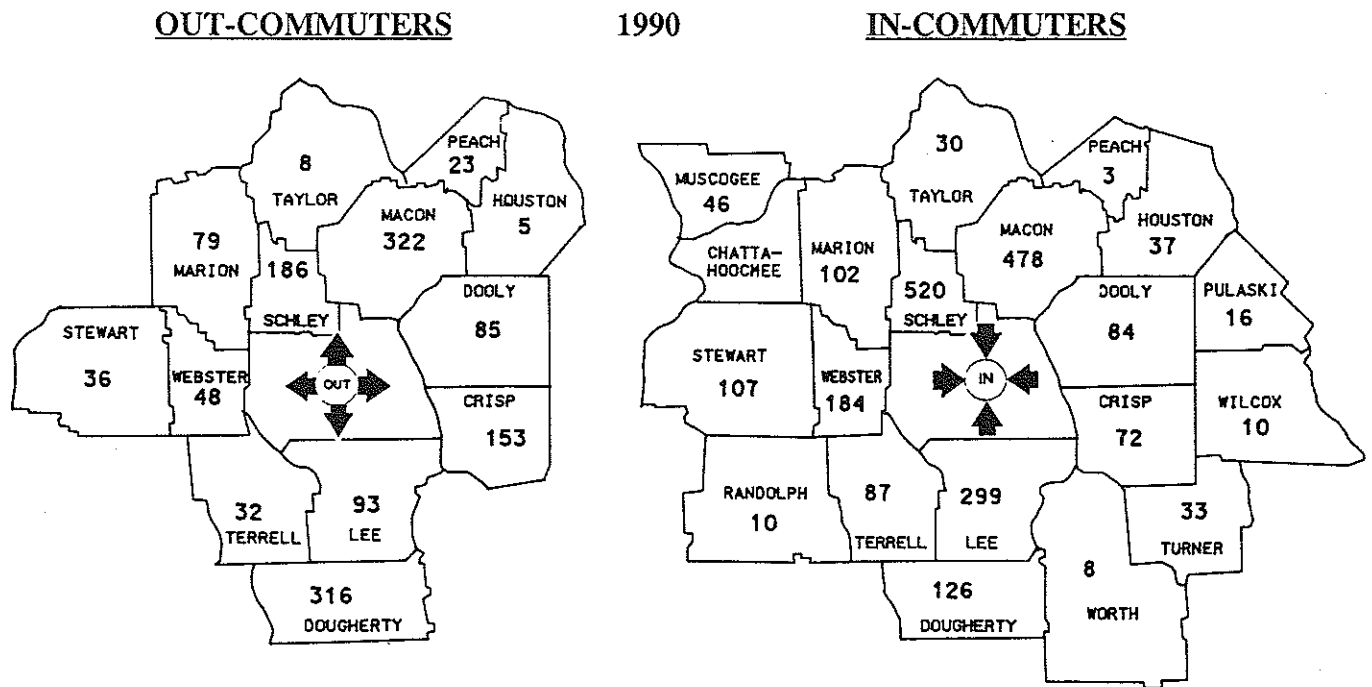 OUT-COMMUTERS 1990 IN-COMMUTERS
8
TAYLOR
PEACH
23
HOUSTON
5
MACON
322
79
MARION
186
SCHLEY
DOOLY
85
STEWART
36
WEBSTER
48
OUT
CRISP
153
32
TERRELL
93
LEE
316
DOUGHERTY
MUSCOGEE
46
30
TAYLOR
PEACH
3
HOUSTON
37
MACON
478
CHATTA-
HOOCHEE
MARION
102
520
SCHLEY
DOOLY
84
PULASKI
16
STEWART
107
WEBSTER
184
IN
CRISP
72
WILCOX
10
RANDOLPH
10
87
TERRELL
299
LEE
33
TURNER
126
DOUGHERTY
8
WORTH